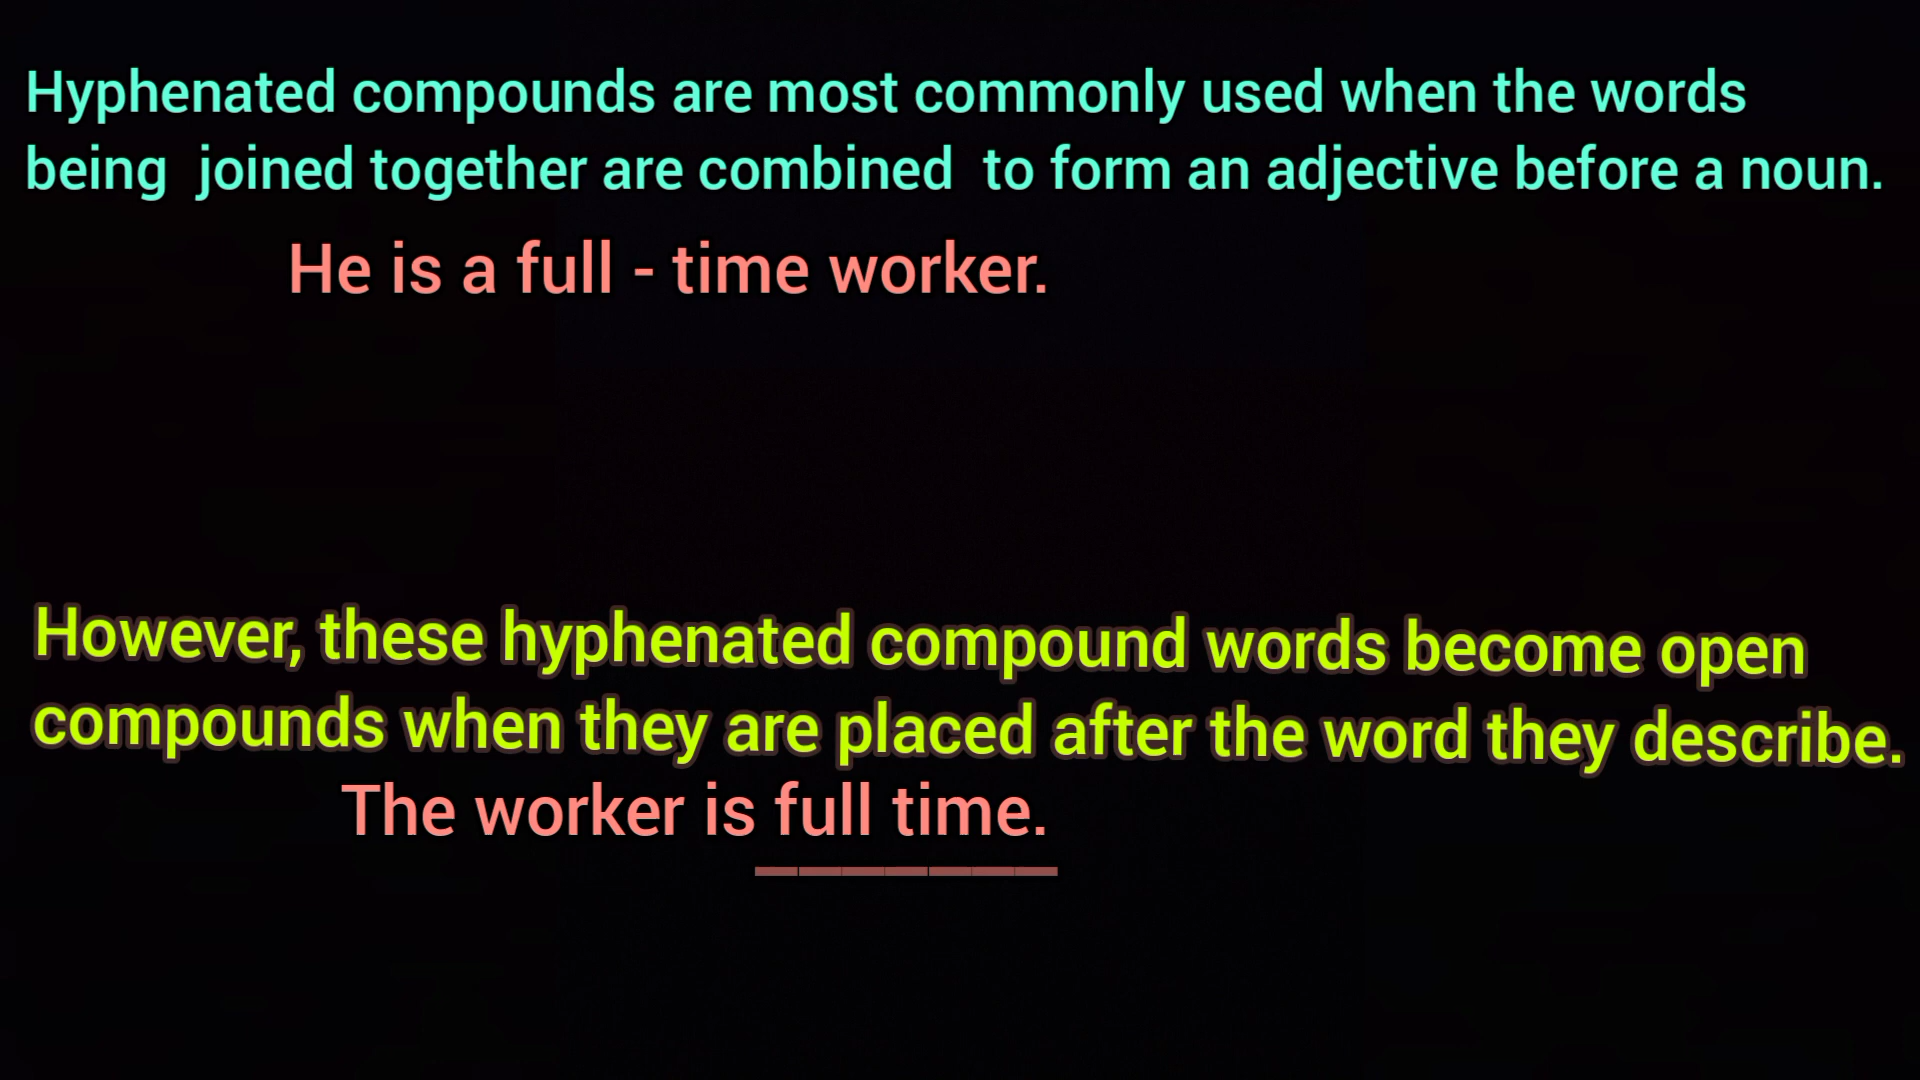 Hyphenated compounds are most commonly used when the words
being joined together are combined to form an adjective before a noun.
He is a full - time worker.
However, these hyphenated compound words become open
compounds when they are placed after the word they describe.
The worker is full time.